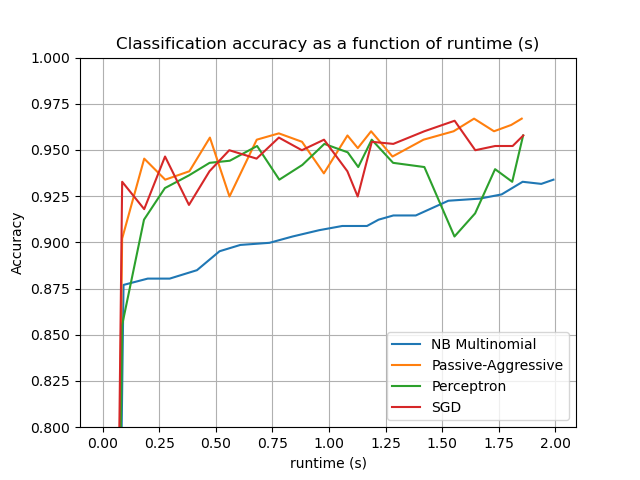 Classification accuracy as a function of runtime (s)
1.000
0.975
0.950
0.925
0.900
0.875
0.850
0.825
0.800
Accuracy
NB Multinomial
Passive-Aggressive
Perceptron
SGD
0.00 0.25 0.50 0.75 1.00 1.25 1.50 1.75 2.00
runtime (s)